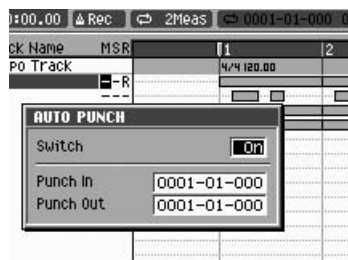 :00.00 Rec 2Meas 0001-01-000
ck Name MSR 1 2
po Track 4/4 120.00
-R
---
AUTO PUNCH
Switch On
Punch In 0001-01-000
Punch Out 0001-01-000